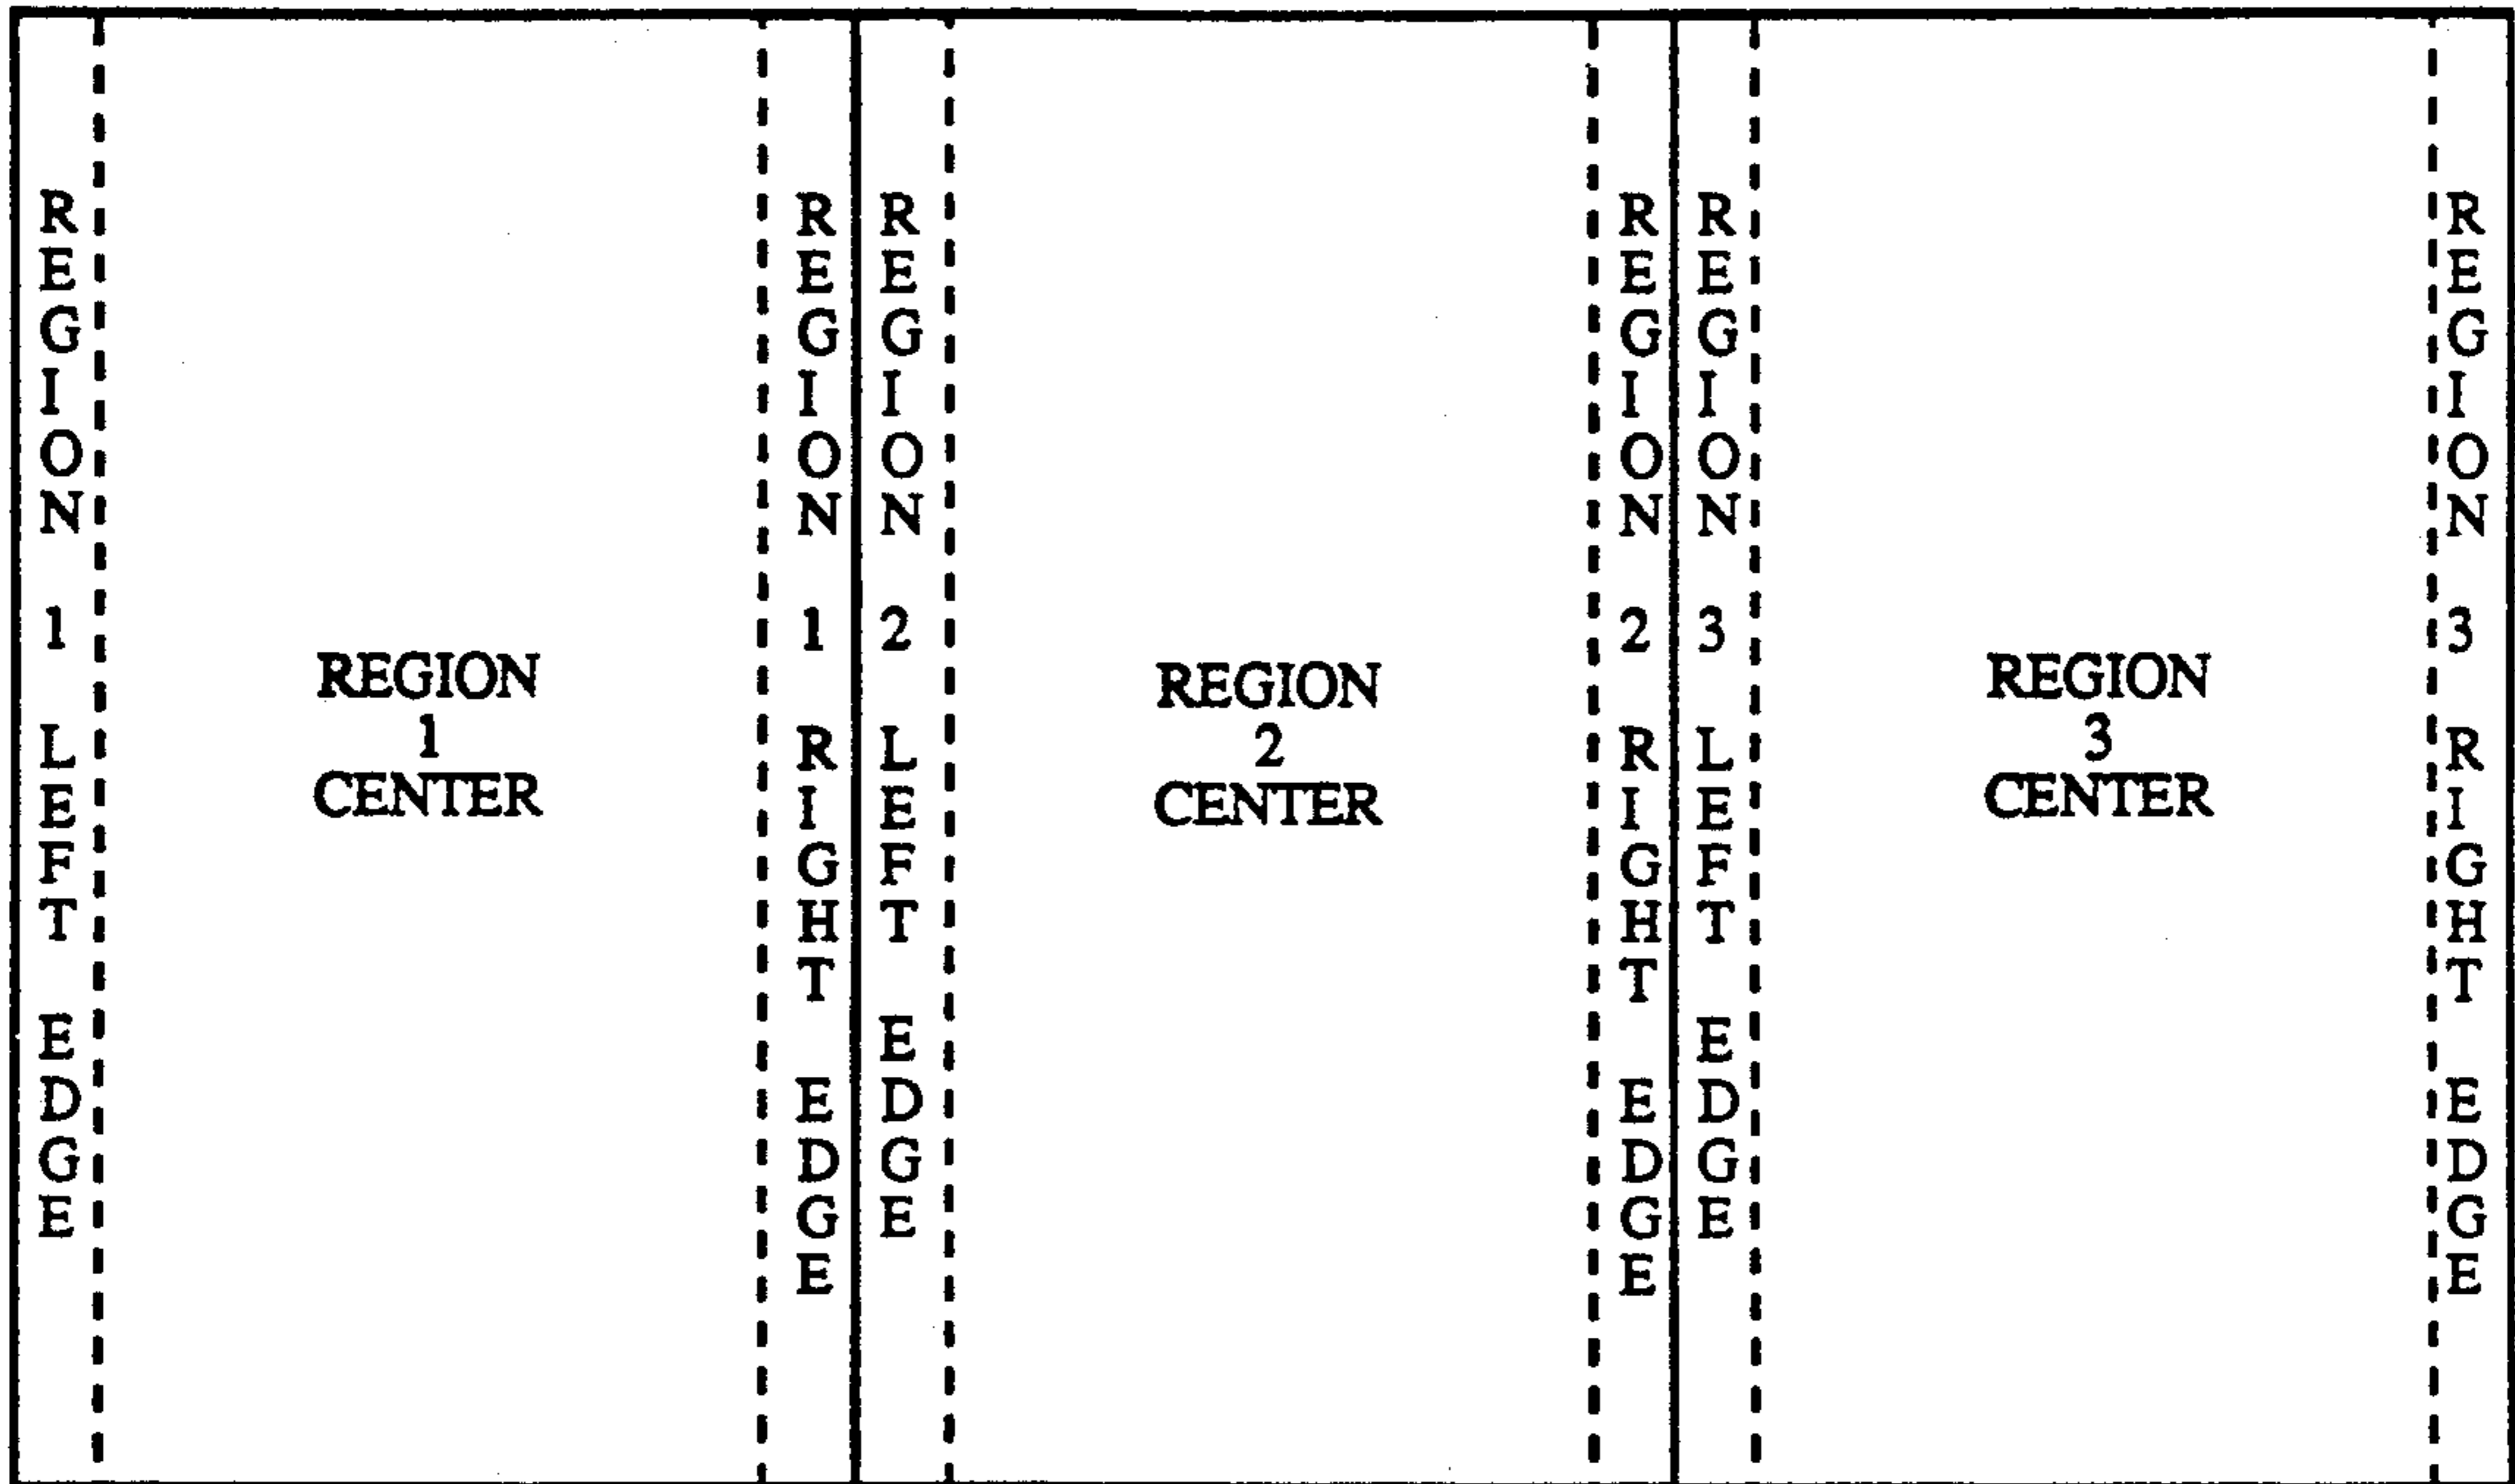 REGION 1 LEFT EDGE
REGION
1
CENTER
REGION 1 RIGHT EDGE
REGION 2 LEFT EDGE
REGION
2
CENTER
REGION 2 RIGHT EDGE
REGION 3 LEFT EDGE
REGION
3
CENTER
REGION 3 RIGHT EDGE